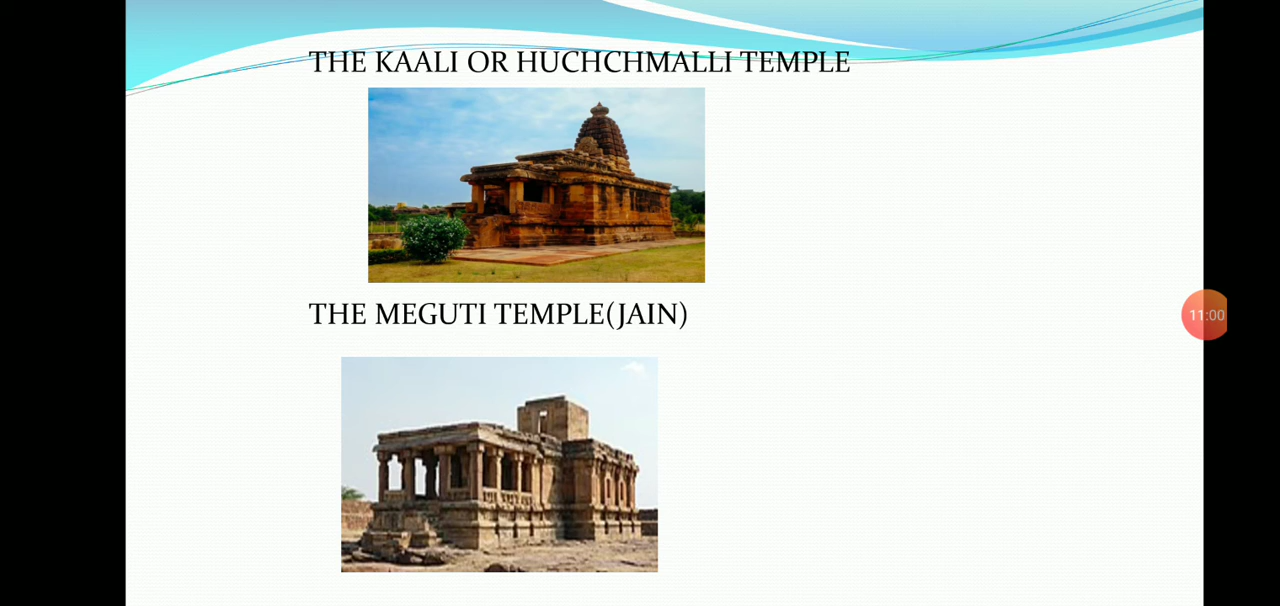 THE KAALI OR HUCHCHMALLI TEMPLE
THE MEGUTI TEMPLE(JAIN)
11:00